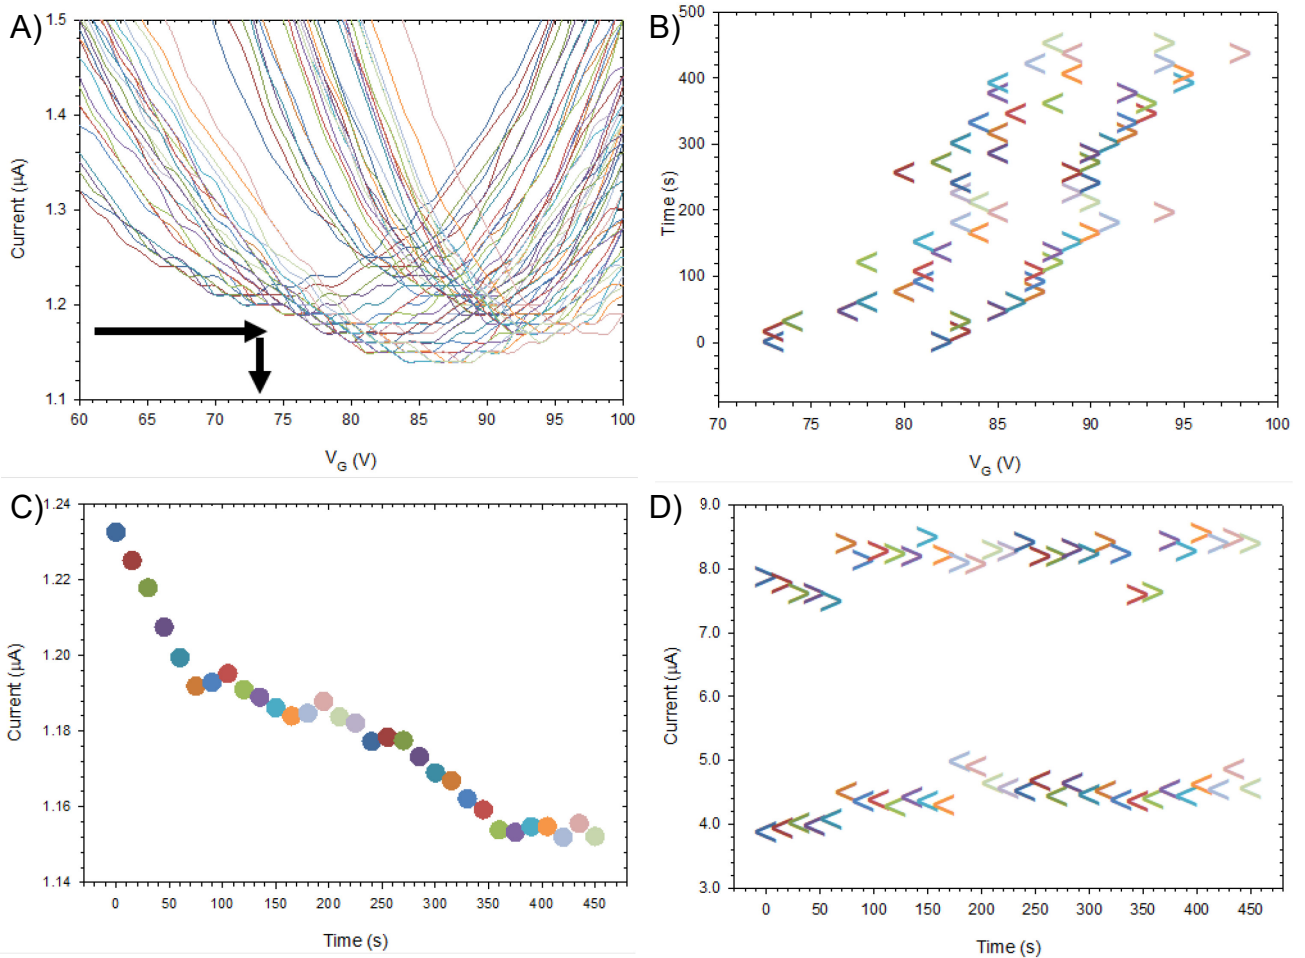 A)
1.5
1.4
1.3
1.2
1.1
Current (µA)
60 65 70 75 80 85 90 95 100
V_G (V)
B)
500
400
300
200
100
0
Time (s)
70 75 80 85 90 95 100
V_G (V)
C)
1.24
1.22
1.20
1.18
1.16
1.14
Current (µA)
0 50 100 150 200 250 300 350 400 450
Time (s)
D)
9.0
8.0
7.0
6.0
5.0
4.0
3.0
Current (µA)
0 50 100 150 200 250 300 350 400 450
Time (s)